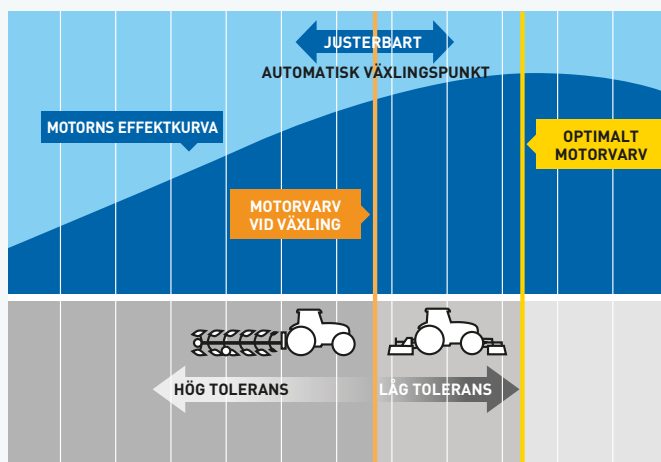 JUSTERBART
AUTOMATISK VÄXLINGSPUNKT
MOTORNS EFFEKTKURVA
OPTIMALT
MOTORVARV
MOTORVARV
VID VÄXLING
HÖG TOLERANS
LÅG TOLERANS